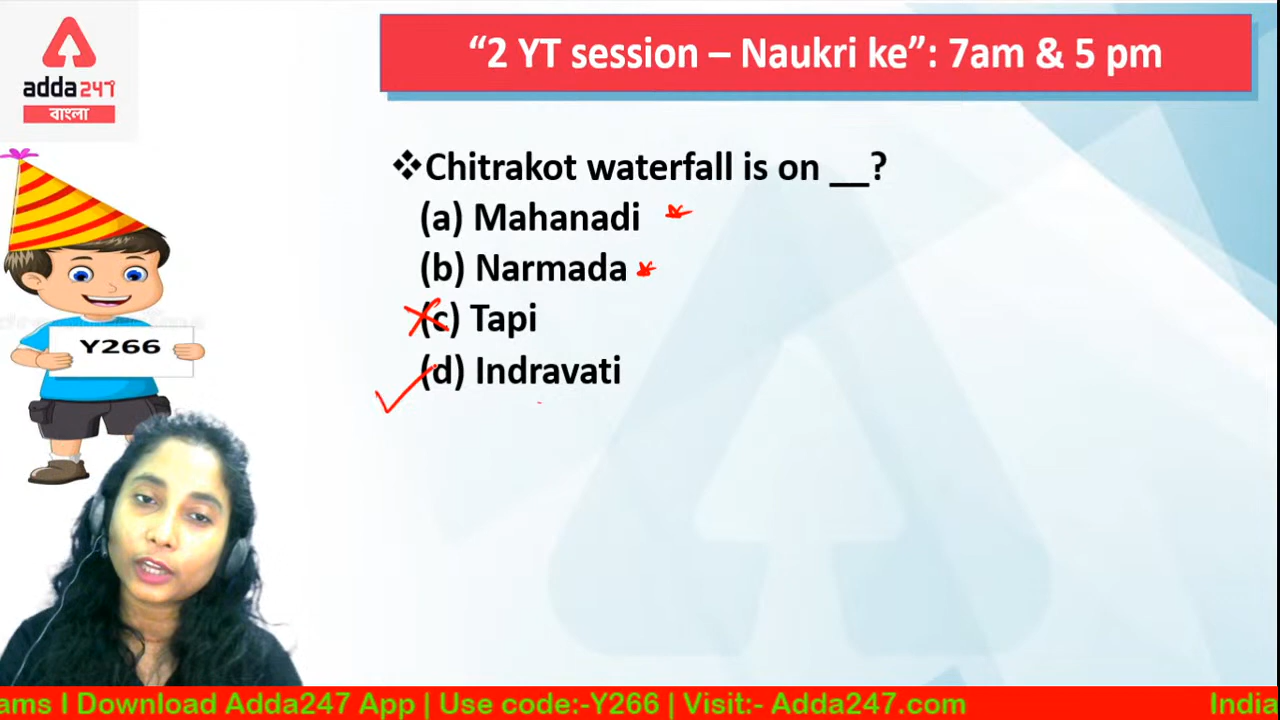 adda247
বাংলা
“2 YT session – Naukri ke”: 7am & 5 pm
❖Chitrakot waterfall is on __?
(a) Mahanadi
(b) Narmada
(c) Tapi
(d) Indravati
Y266
ams I Download Adda247 App | Use code:-Y266 | Visit:- Adda247.com India